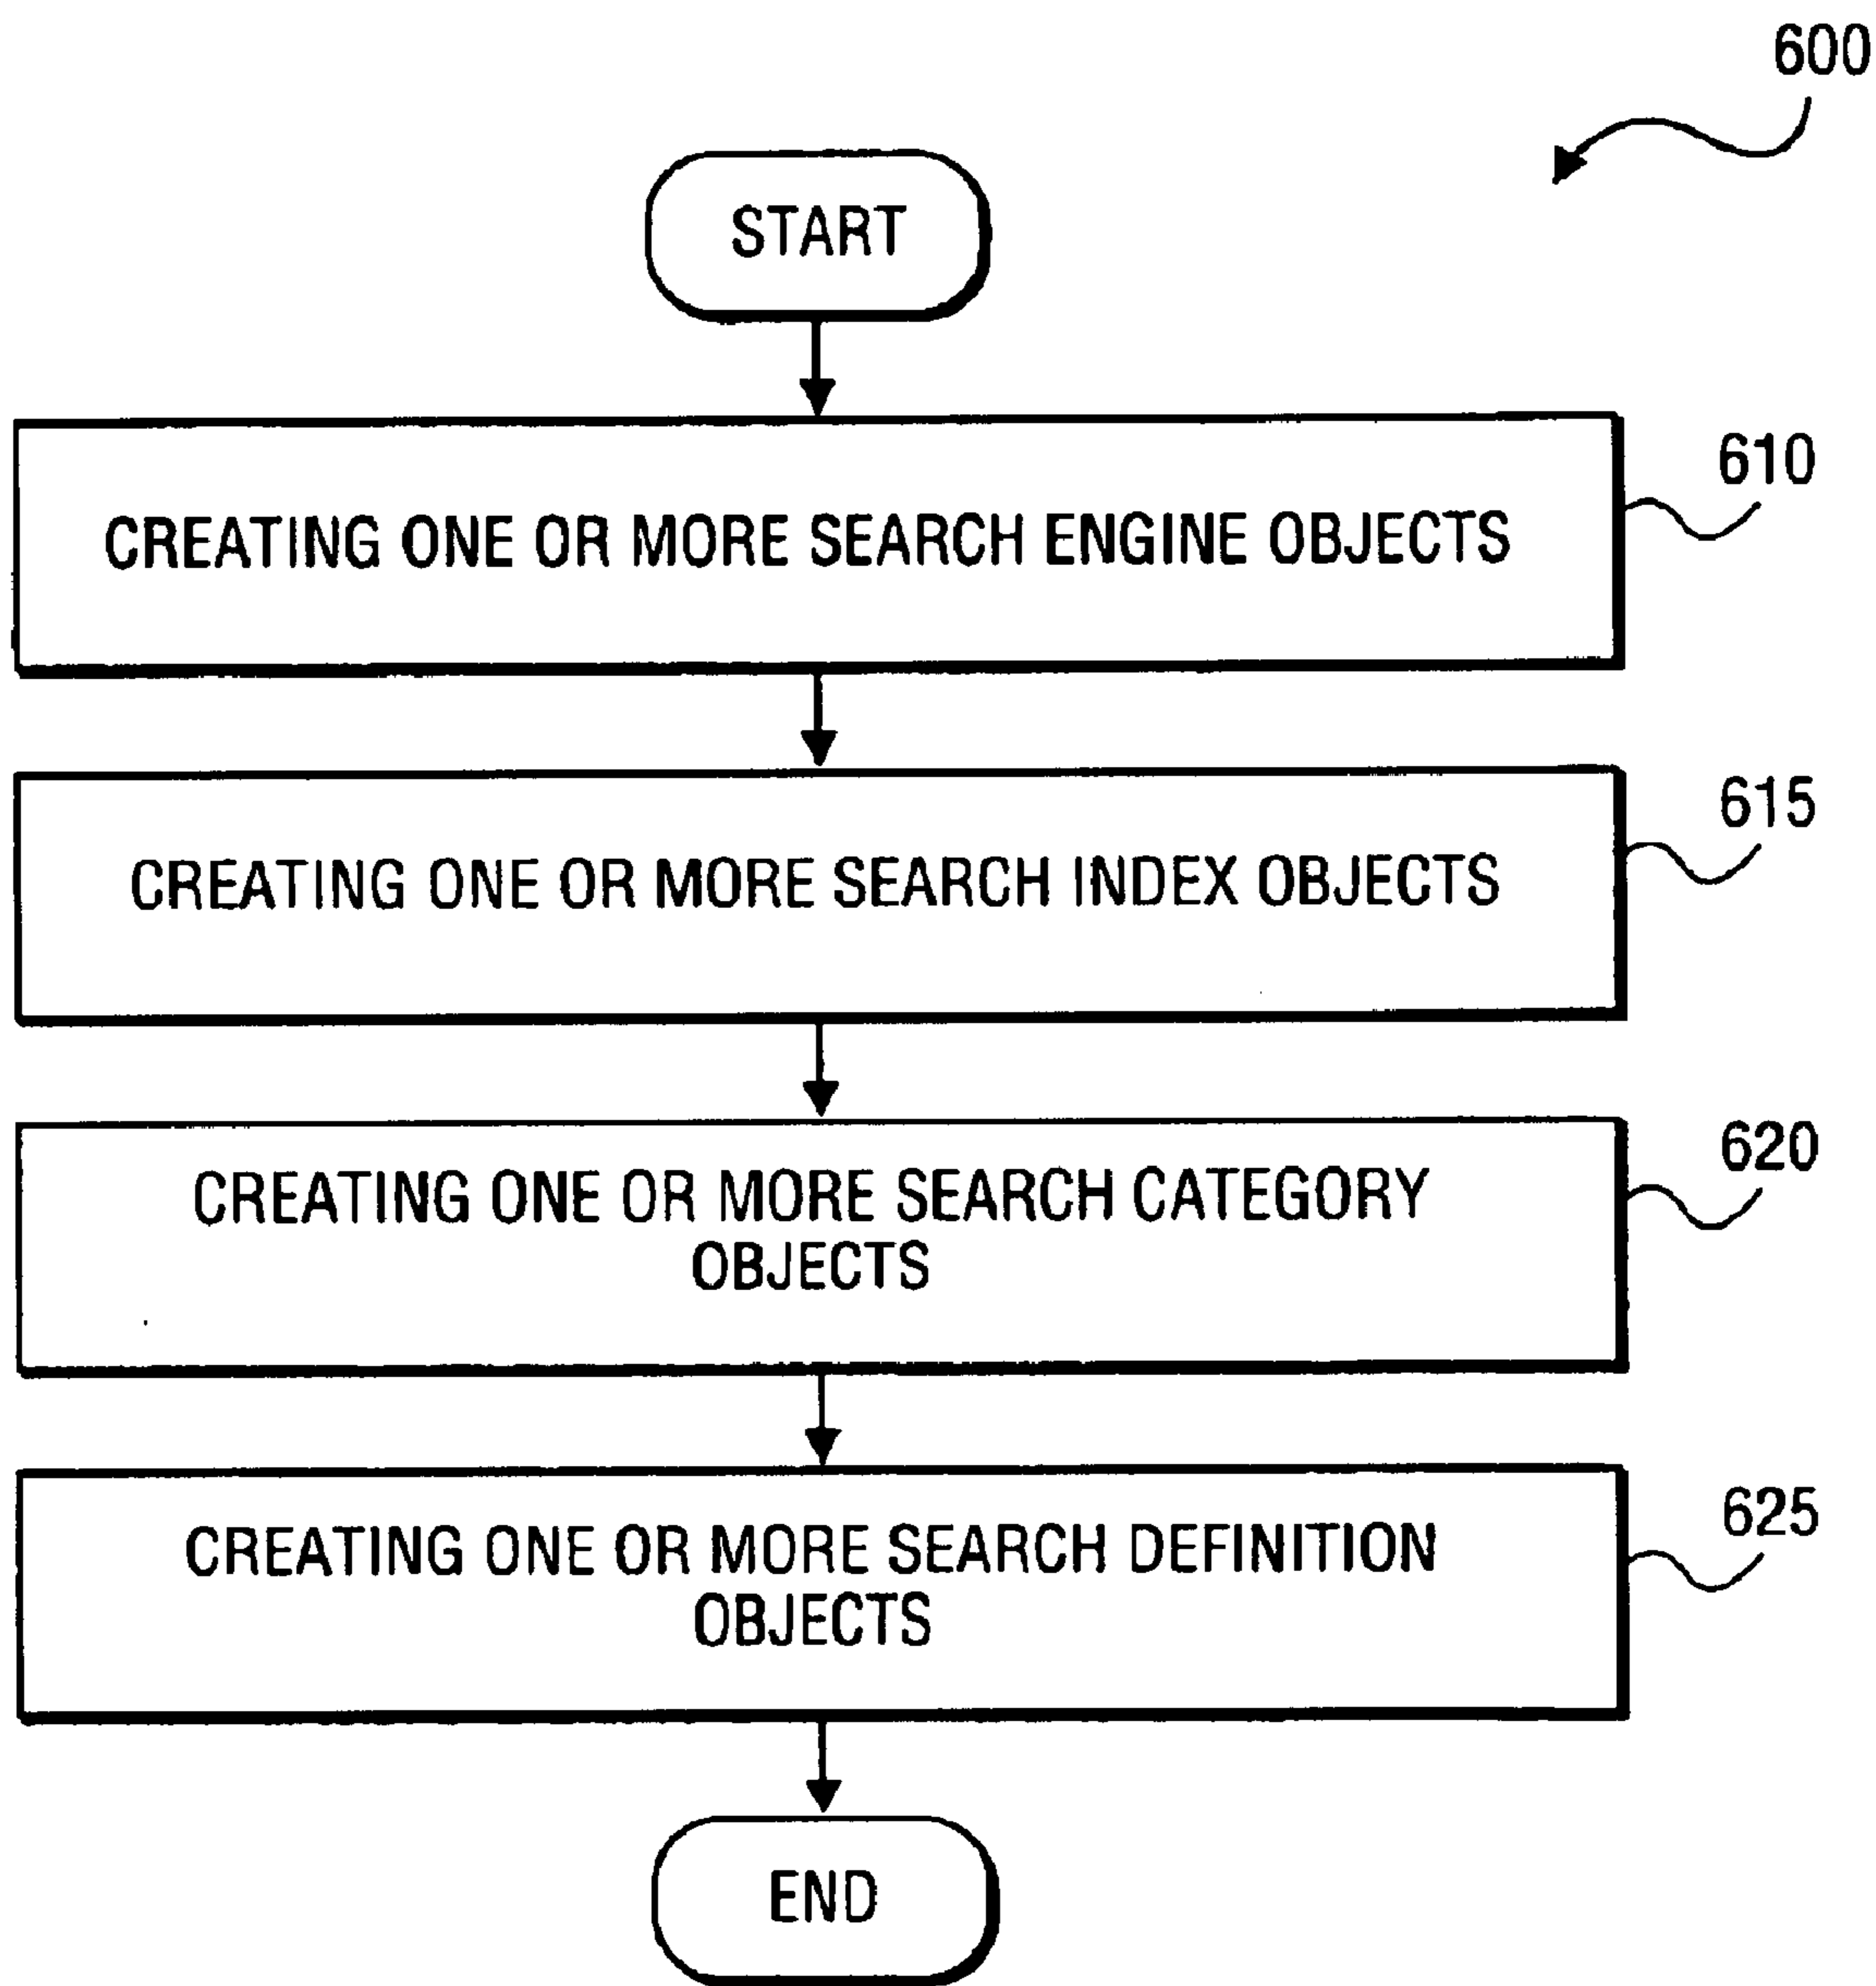 600
START
610
CREATING ONE OR MORE SEARCH ENGINE OBJECTS
615
CREATING ONE OR MORE SEARCH INDEX OBJECTS
620
CREATING ONE OR MORE SEARCH CATEGORY
OBJECTS
625
CREATING ONE OR MORE SEARCH DEFINITION
OBJECTS
END